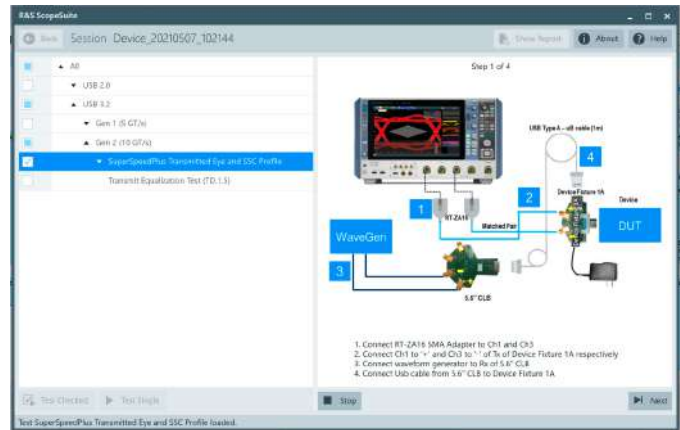 R&S ScopeSuite
Back
Session Device_20210507_102144
Show Report
About
Help
All
USB 2.0
USB 3.2
Gen 1 (5 GT/s)
Gen 2 (10 GT/s)
SuperSpeedPlus Transmitted Eye and SSC Profile
Transmit Equalization Test (TD.1.5)
Step 1 of 4
USB Type A – uB cable (1m)
4
Device Fixture 1A
Device
2
1
RT-ZA16
Matched Pair
DUT
WaveGen
3
5.6" CLB
1. Connect RT-ZA16 SMA Adapter to Ch1 and Ch3
2. Connect Ch1 to '+' and Ch3 to '-' of Tx of Device Fixture 1A respectively
3. Connect waveform generator to Rx of 5.6" CLB
4. Connect Usb cable from 5.6" CLB to Device Fixture 1A
Test Checked
Test Single
Stop
Next
Test SuperSpeedPlus Transmitted Eye and SSC Profile loaded.